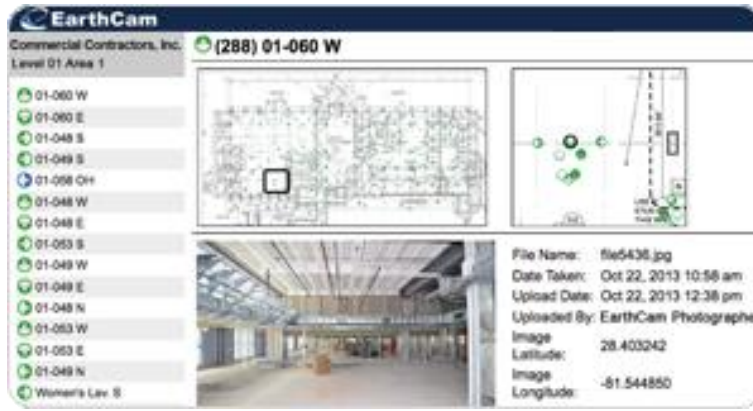 EarthCam
Commercial Contractors, Inc.
Level 01 Area 1
01-060 W
01-060 E
01-048 S
01-049 S
01-058 OH
01-048 W
01-048 E
01-053 S
01-049 W
01-049 E
01-048 N
01-053 W
01-053 E
01-049 N
Women's Lav. S
(288) 01-060 W
File Name: file5436.jpg
Date Taken: Oct 22, 2013 10:58 am
Upload Date: Oct 22, 2013 12:38 pm
Uploaded By: EarthCam Photographe
Image
Latitude: 28.403242
Image
Longitude: -81.544850